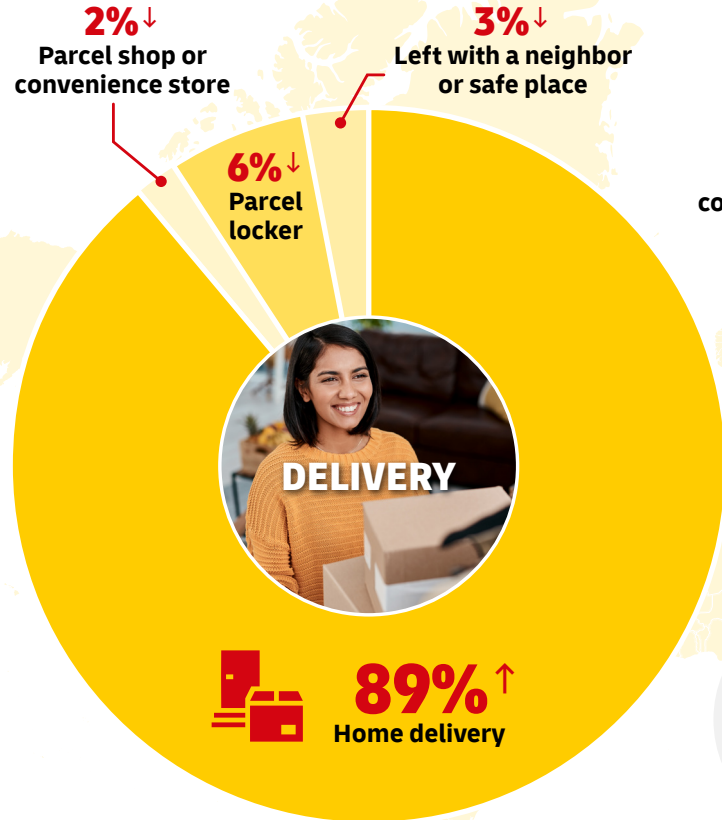 2%↓
Parcel shop or
convenience store
3%↓
Left with a neighbor
or safe place
6%↓
Parcel
locker
co
DELIVERY
89%↑
Home delivery